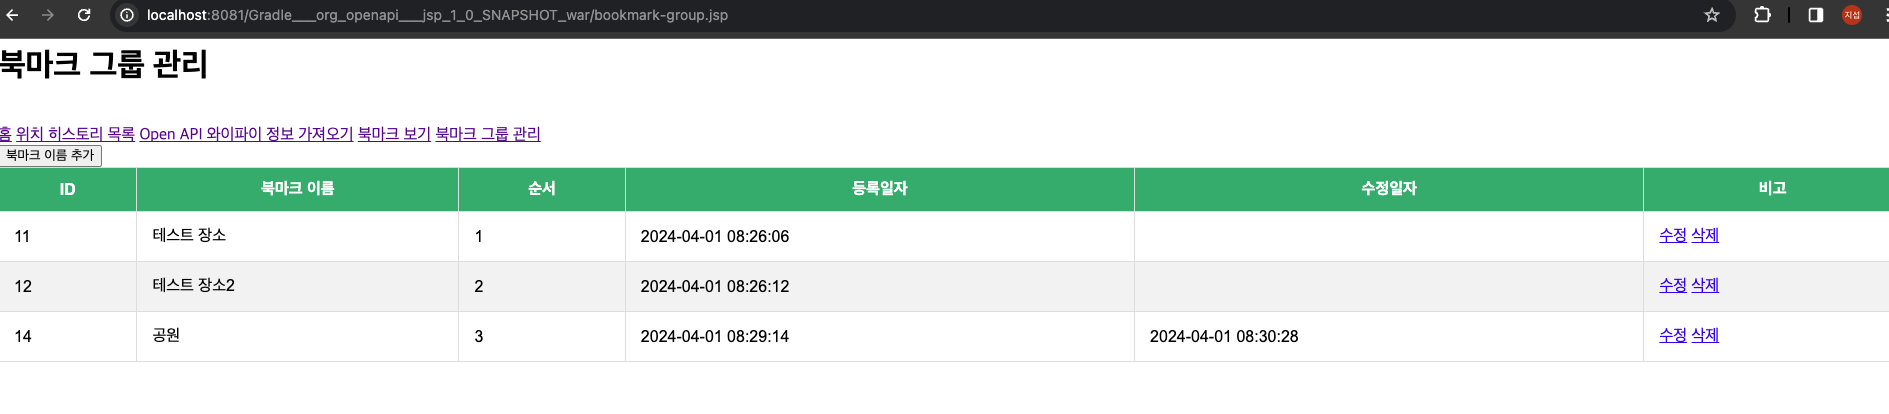 localhost:8081/Gradle___org_openapi___jsp_1_0_SNAPSHOT_war/bookmark-group.jsp
지섭
북마크 그룹 관리
홈 위치 히스토리 목록 Open API 와이파이 정보 가져오기 북마크 보기 북마크 그룹 관리
북마크 이름 추가
ID 북마크 이름 순서 등록일자 수정일자 비고
11 테스트 장소 1 2024-04-01 08:26:06 수정 삭제
12 테스트 장소2 2 2024-04-01 08:26:12 수정 삭제
14 공원 3 2024-04-01 08:29:14 2024-04-01 08:30:28 수정 삭제